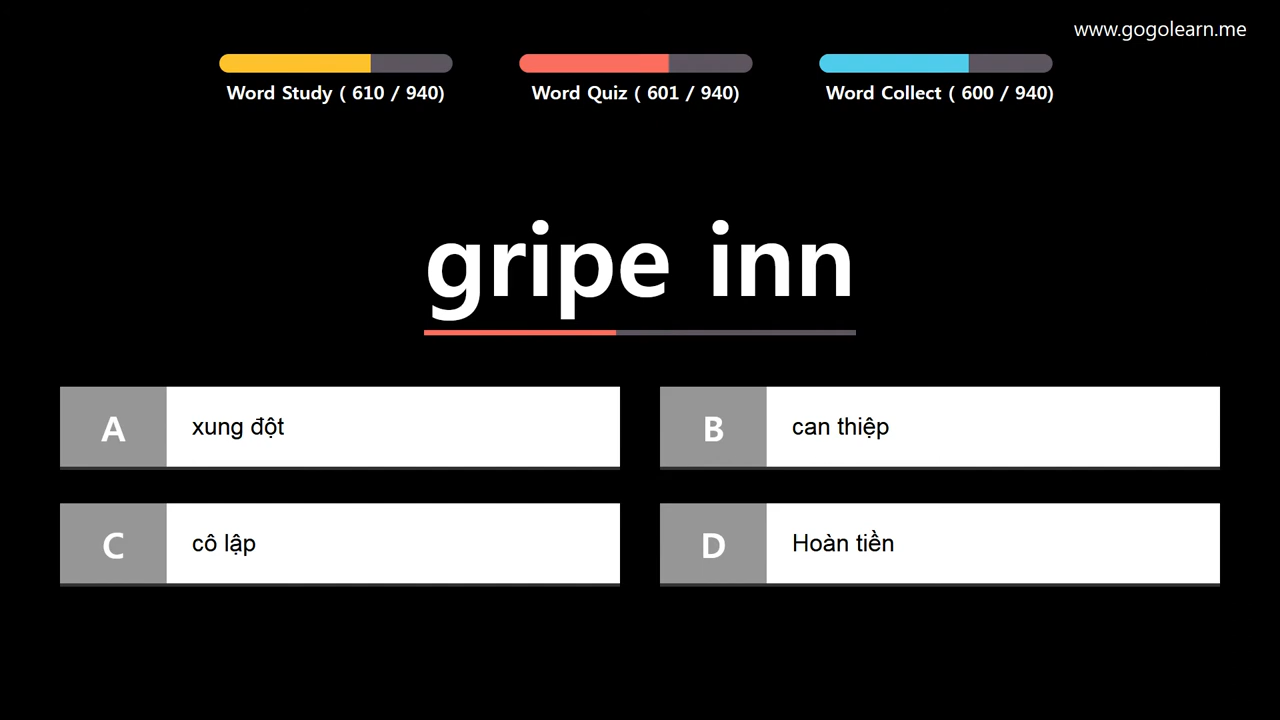 www.gogolearn.me
Word Study ( 610 / 940)
Word Quiz ( 601 / 940)
Word Collect ( 600 / 940)
gripe inn
A xung đột
B can thiệp
C cô lập
D Hoàn tiền